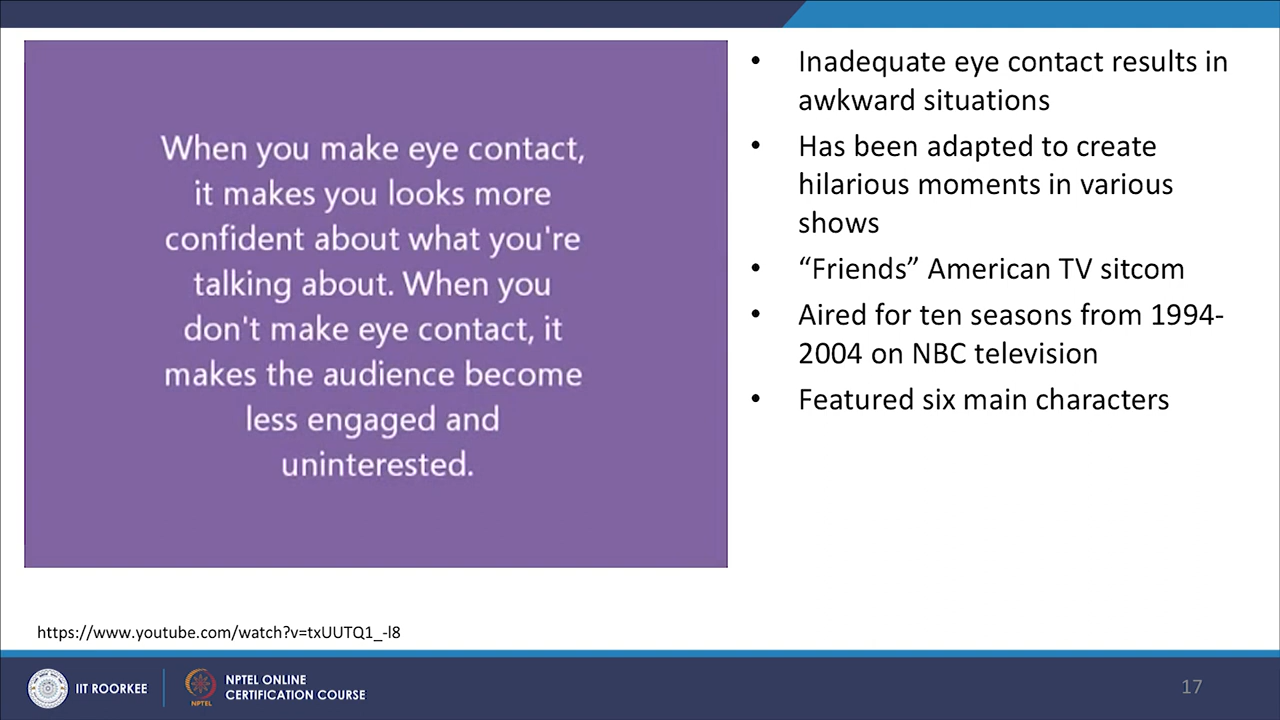 When you make eye contact,
it makes you looks more
confident about what you're
talking about. When you
don't make eye contact, it
makes the audience become
less engaged and
uninterested.
• Inadequate eye contact results in
awkward situations
• Has been adapted to create
hilarious moments in various
shows
• “Friends” American TV sitcom
• Aired for ten seasons from 1994-
2004 on NBC television
• Featured six main characters
https://www.youtube.com/watch?v=txUUTQ1_-l8
IIT ROORKEE
NPTEL
NPTEL ONLINE
CERTIFICATION COURSE
17